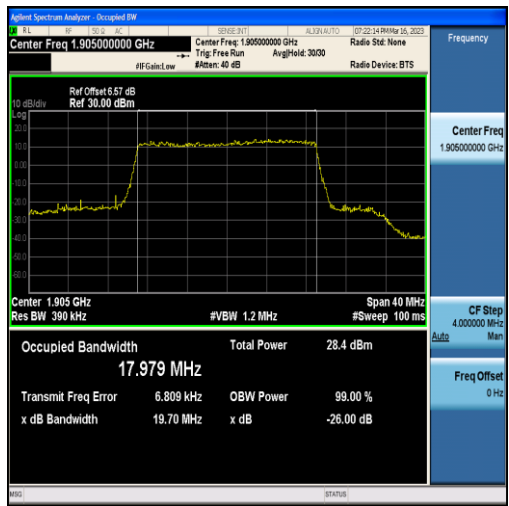 Agilent Spectrum Analyzer - Occupied BW
RL RF 50 Ω AC SENSE:INT ALIGN AUTO 07:22:14 PM Mar 16, 2023
Center Freq 1.905000000 GHz
Center Freq: 1.905000000 GHz Radio Std: None
Trig: Free Run Avg|Hold: 30/30
#IFGain:Low #Atten: 40 dB Radio Device: BTS
Frequency
Ref Offset 6.57 dB
10 dB/div Ref 30.00 dBm
Log
20.0
10.0
0.00
-10.0
-20.0
-30.0
-40.0
-50.0
-60.0
Center Freq
1.905000000 GHz
Center 1.905 GHz Span 40 MHz
Res BW 390 kHz #VBW 1.2 MHz #Sweep 100 ms
CF Step
4.000000 MHz
Auto Man
Occupied Bandwidth Total Power 28.4 dBm
17.979 MHz
Freq Offset
0 Hz
Transmit Freq Error 6.809 kHz OBW Power 99.00 %
x dB Bandwidth 19.70 MHz x dB -26.00 dB
MSG STATUS